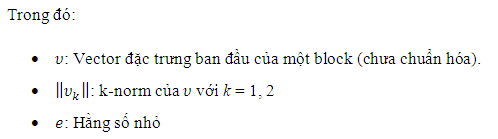 Trong đó:
• υ: Vector đặc trưng ban đầu của một block (chưa chuẩn hóa).
• ‖υₖ‖: k-norm của υ với k = 1, 2
• e: Hằng số nhỏ